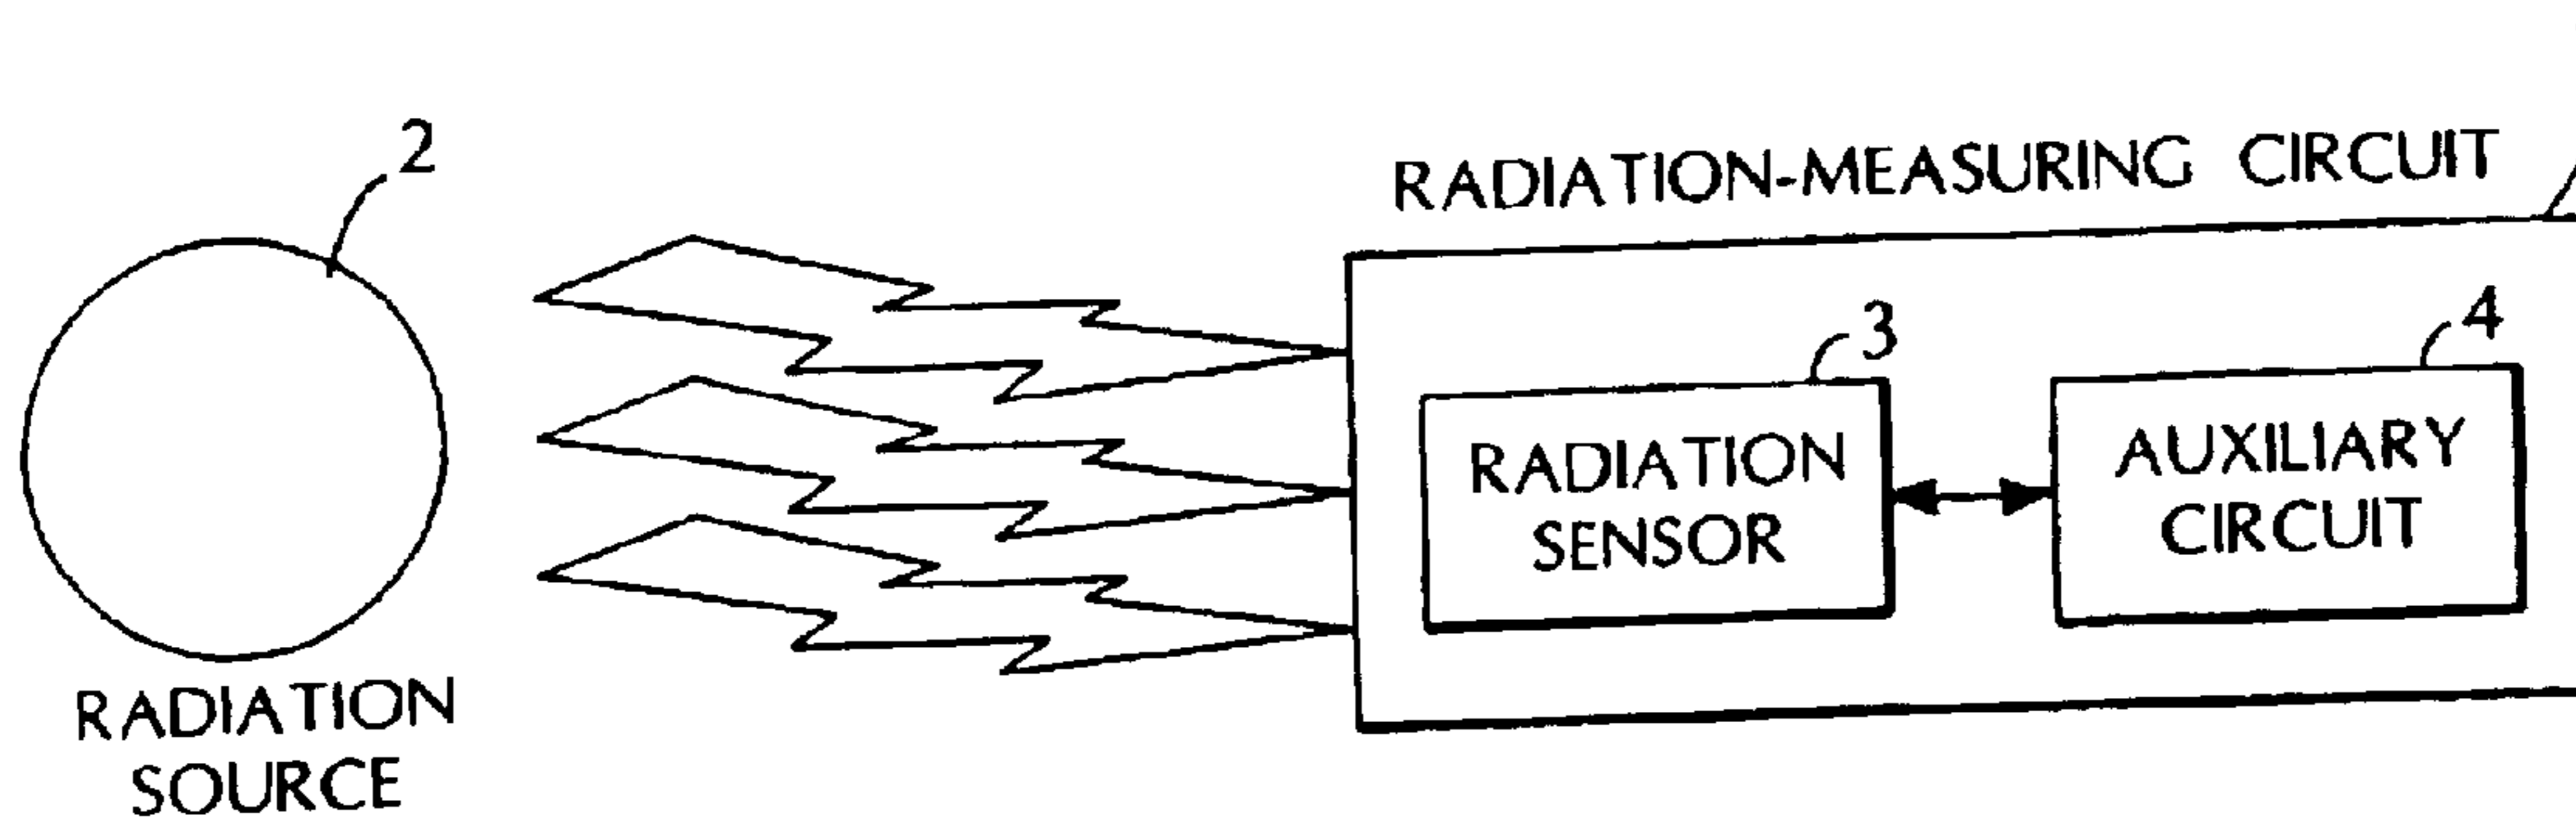 2
RADIATION-MEASURING CIRCUIT
3
4
RADIATION
SENSOR
AUXILIARY
CIRCUIT
RADIATION
SOURCE